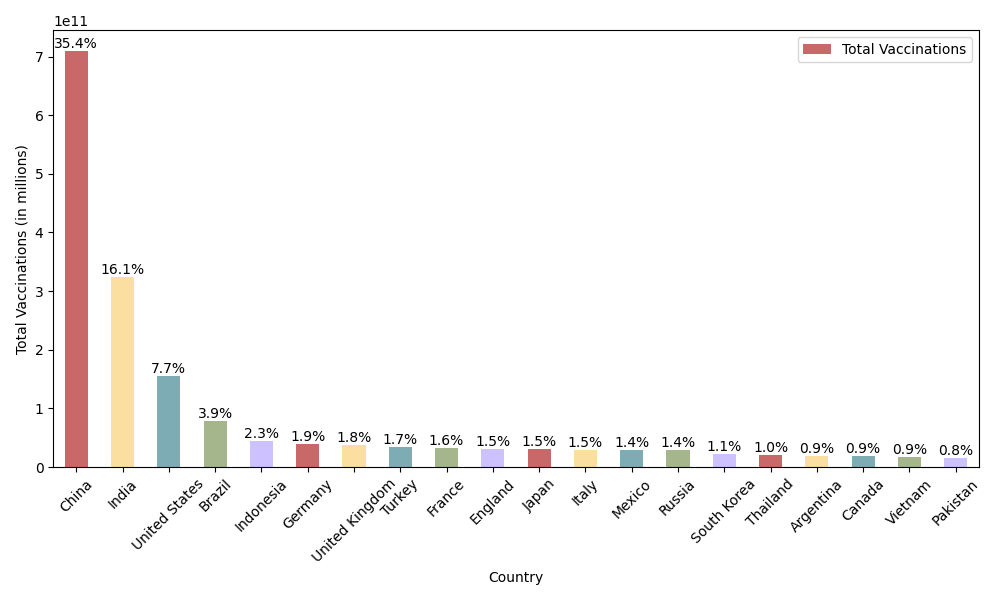 1e11
35.4%
Total Vaccinations
7
6
5
4
3
2
1
0
Total Vaccinations (in millions)
16.1%
7.7%
3.9%
2.3%
1.9%
1.8%
1.7%
1.6%
1.5%
1.5%
1.5%
1.4%
1.4%
1.1%
1.0%
0.9%
0.9%
0.9%
0.8%
China
India
United States
Brazil
Indonesia
Germany
United Kingdom
Turkey
France
England
Japan
Italy
Mexico
Russia
South Korea
Thailand
Argentina
Canada
Vietnam
Pakistan
Country